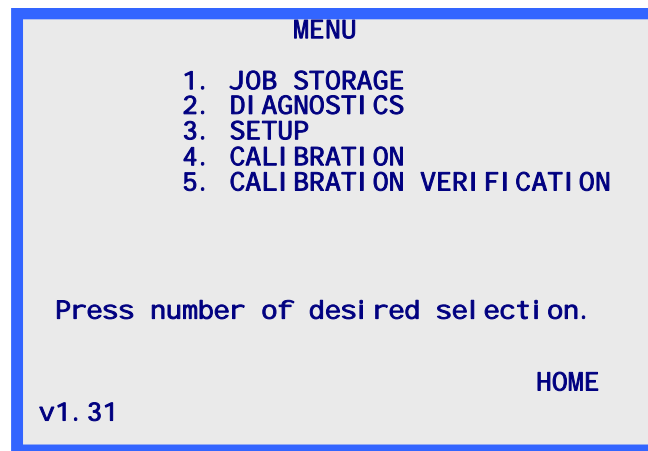 MENU
1. JOB STORAGE
2. DIAGNOSTICS
3. SETUP
4. CALIBRATION
5. CALIBRATION VERIFICATION
Press number of desired selection.
HOME
v1.31